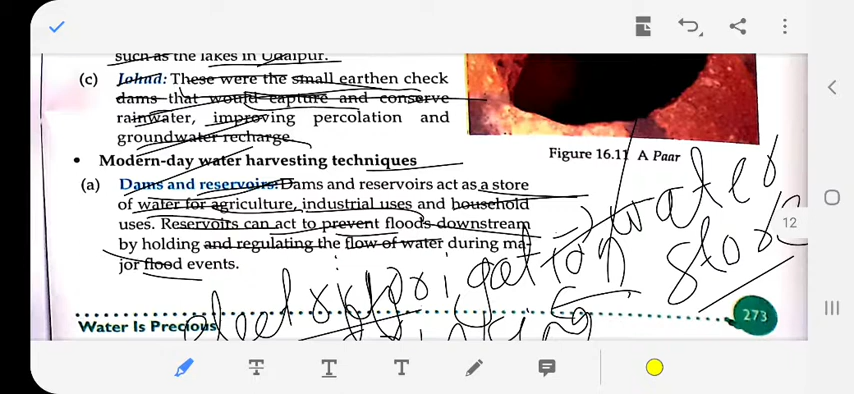 such as the lakes in Udaipur.
(c) Johad: These were the small earthen check
dams that would capture and conserve
rainwater, improving percolation and
groundwater recharge.
• Modern-day water harvesting techniques
(a) Dams and reservoirs: Dams and reservoirs act as a store
of water for agriculture, industrial uses and household
uses. Reservoirs can act to prevent floods downstream
by holding and regulating the flow of water during ma-
jor flood events.
Figure 16.11 A Paar
water
store
12
irrigation
Water Is Precious
273
T T T